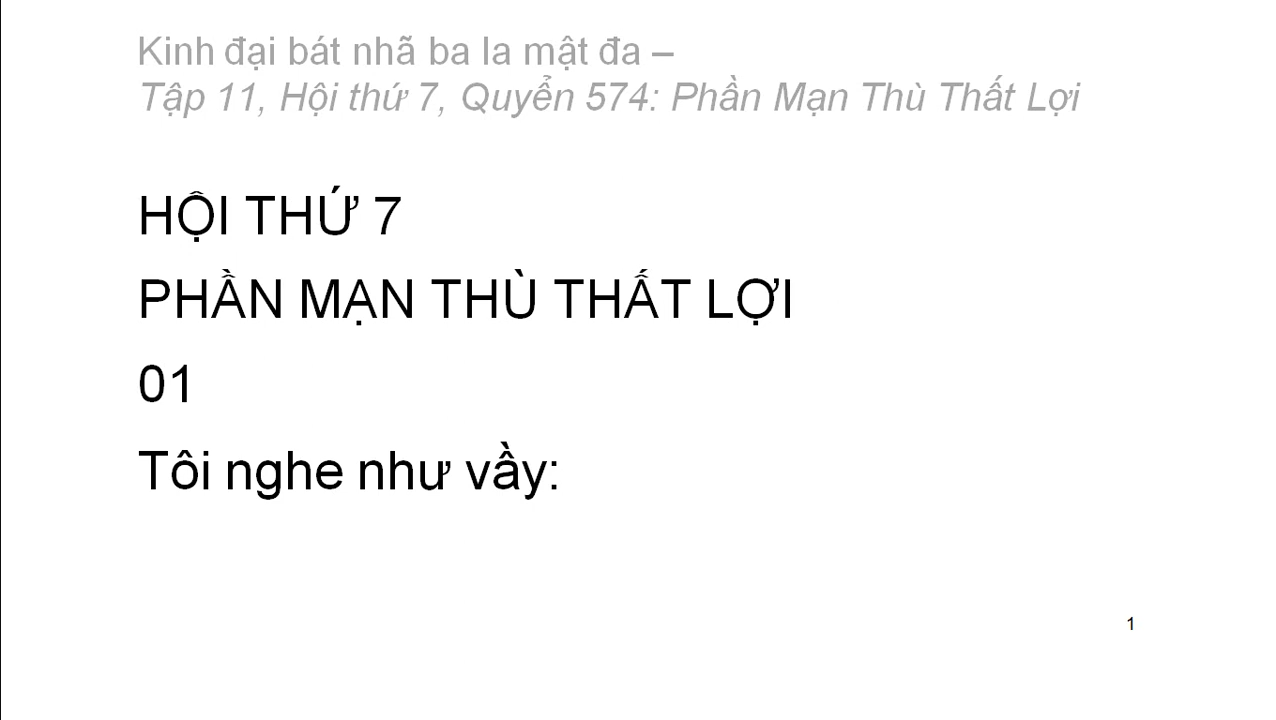 Kinh đại bát nhã ba la mật đa –
Tập 11, Hội thứ 7, Quyển 574: Phần Mạn Thù Thất Lợi
HỘI THỨ 7
PHẦN MẠN THÙ THẤT LỢI
01
Tôi nghe như vầy:
1